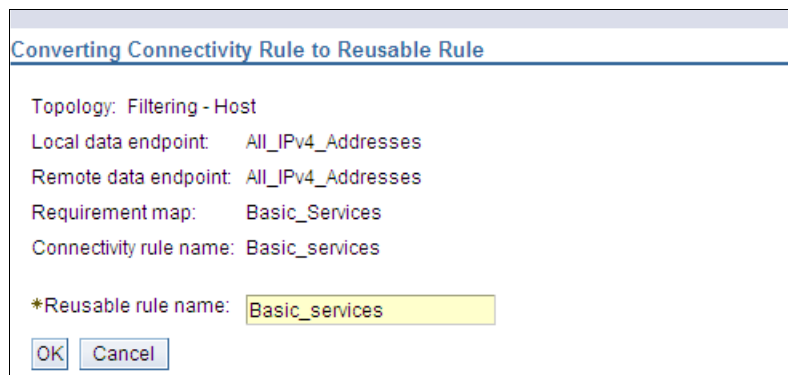 Converting Connectivity Rule to Reusable Rule
Topology: Filtering - Host
Local data endpoint: All_IPv4_Addresses
Remote data endpoint: All_IPv4_Addresses
Requirement map: Basic_Services
Connectivity rule name: Basic_services
*Reusable rule name: Basic_services
OK Cancel